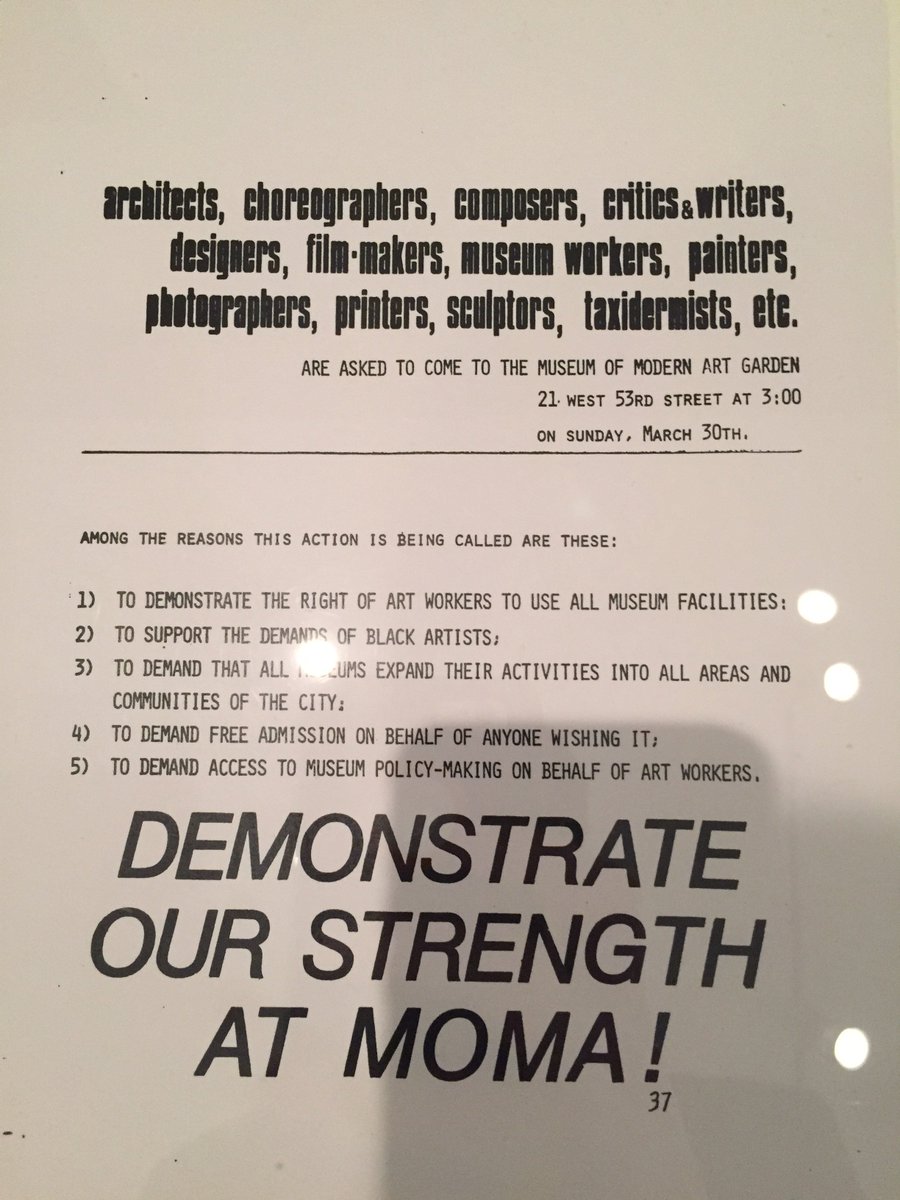 architects, choreographers, composers, critics & writers,
designers, film-makers, museum workers, painters,
photographers, printers, sculptors, taxidermists, etc.
ARE ASKED TO COME TO THE MUSEUM OF MODERN ART GARDEN
21 WEST 53RD STREET AT 3:00
ON SUNDAY, MARCH 30TH.
AMONG THE REASONS THIS ACTION IS BEING CALLED ARE THESE:
1) TO DEMONSTRATE THE RIGHT OF ART WORKERS TO USE ALL MUSEUM FACILITIES:
2) TO SUPPORT THE DEMANDS OF BLACK ARTISTS;
3) TO DEMAND THAT ALL MUSEUMS EXPAND THEIR ACTIVITIES INTO ALL AREAS AND
COMMUNITIES OF THE CITY;
4) TO DEMAND FREE ADMISSION ON BEHALF OF ANYONE WISHING IT;
5) TO DEMAND ACCESS TO MUSEUM POLICY-MAKING ON BEHALF OF ART WORKERS.
DEMONSTRATE
OUR STRENGTH
AT MOMA!
37